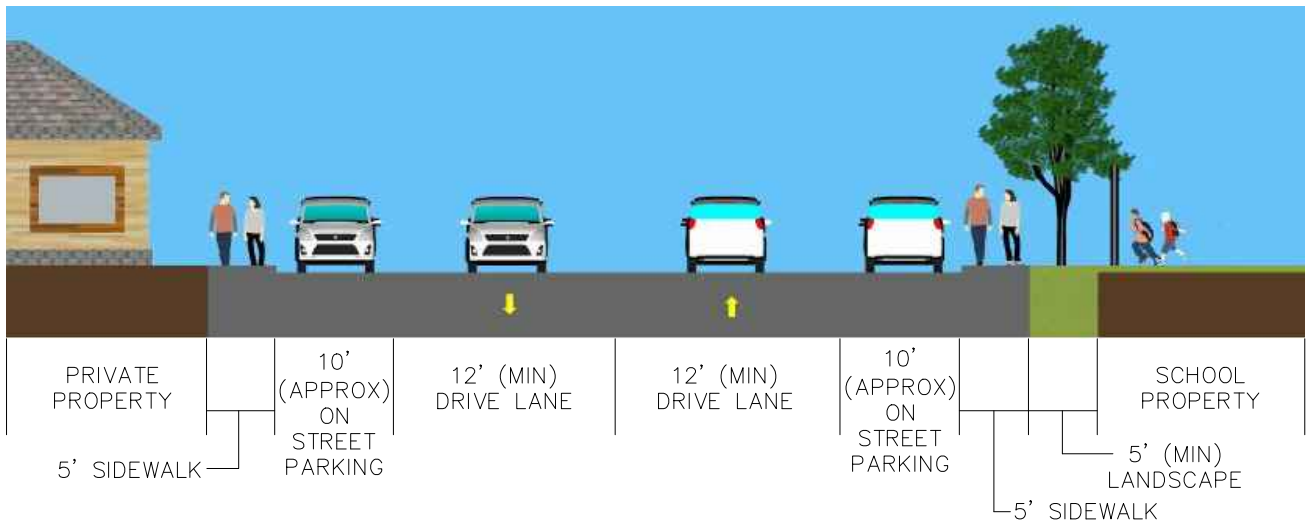 PRIVATE
PROPERTY
5' SIDEWALK
10'
(APPROX)
ON
STREET
PARKING
12' (MIN)
DRIVE LANE
12' (MIN)
DRIVE LANE
10'
(APPROX)
ON
STREET
PARKING
5' SIDEWALK
5' (MIN)
LANDSCAPE
SCHOOL
PROPERTY